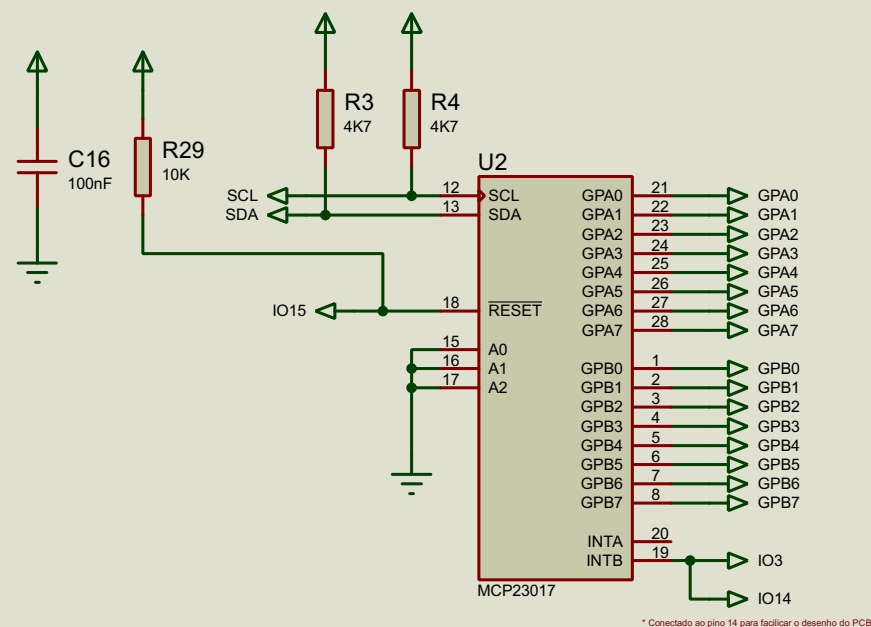 R3
4K7
R4
4K7
C16
100nF
R29
10K
U2
SCL
SDA
12
13
SCL
SDA
IO15
18
RESET
15
16
17
A0
A1
A2
GPA0
GPA1
GPA2
GPA3
GPA4
GPA5
GPA6
GPA7
21
22
23
24
25
26
27
28
GPA0
GPA1
GPA2
GPA3
GPA4
GPA5
GPA6
GPA7
GPB0
GPB1
GPB2
GPB3
GPB4
GPB5
GPB6
GPB7
1
2
3
4
5
6
7
8
GPB0
GPB1
GPB2
GPB3
GPB4
GPB5
GPB6
GPB7
INTA
INTB
20
19
IO3
IO14
MCP23017
* Conectado ao pino 14 para facilicar o desenho do PCB